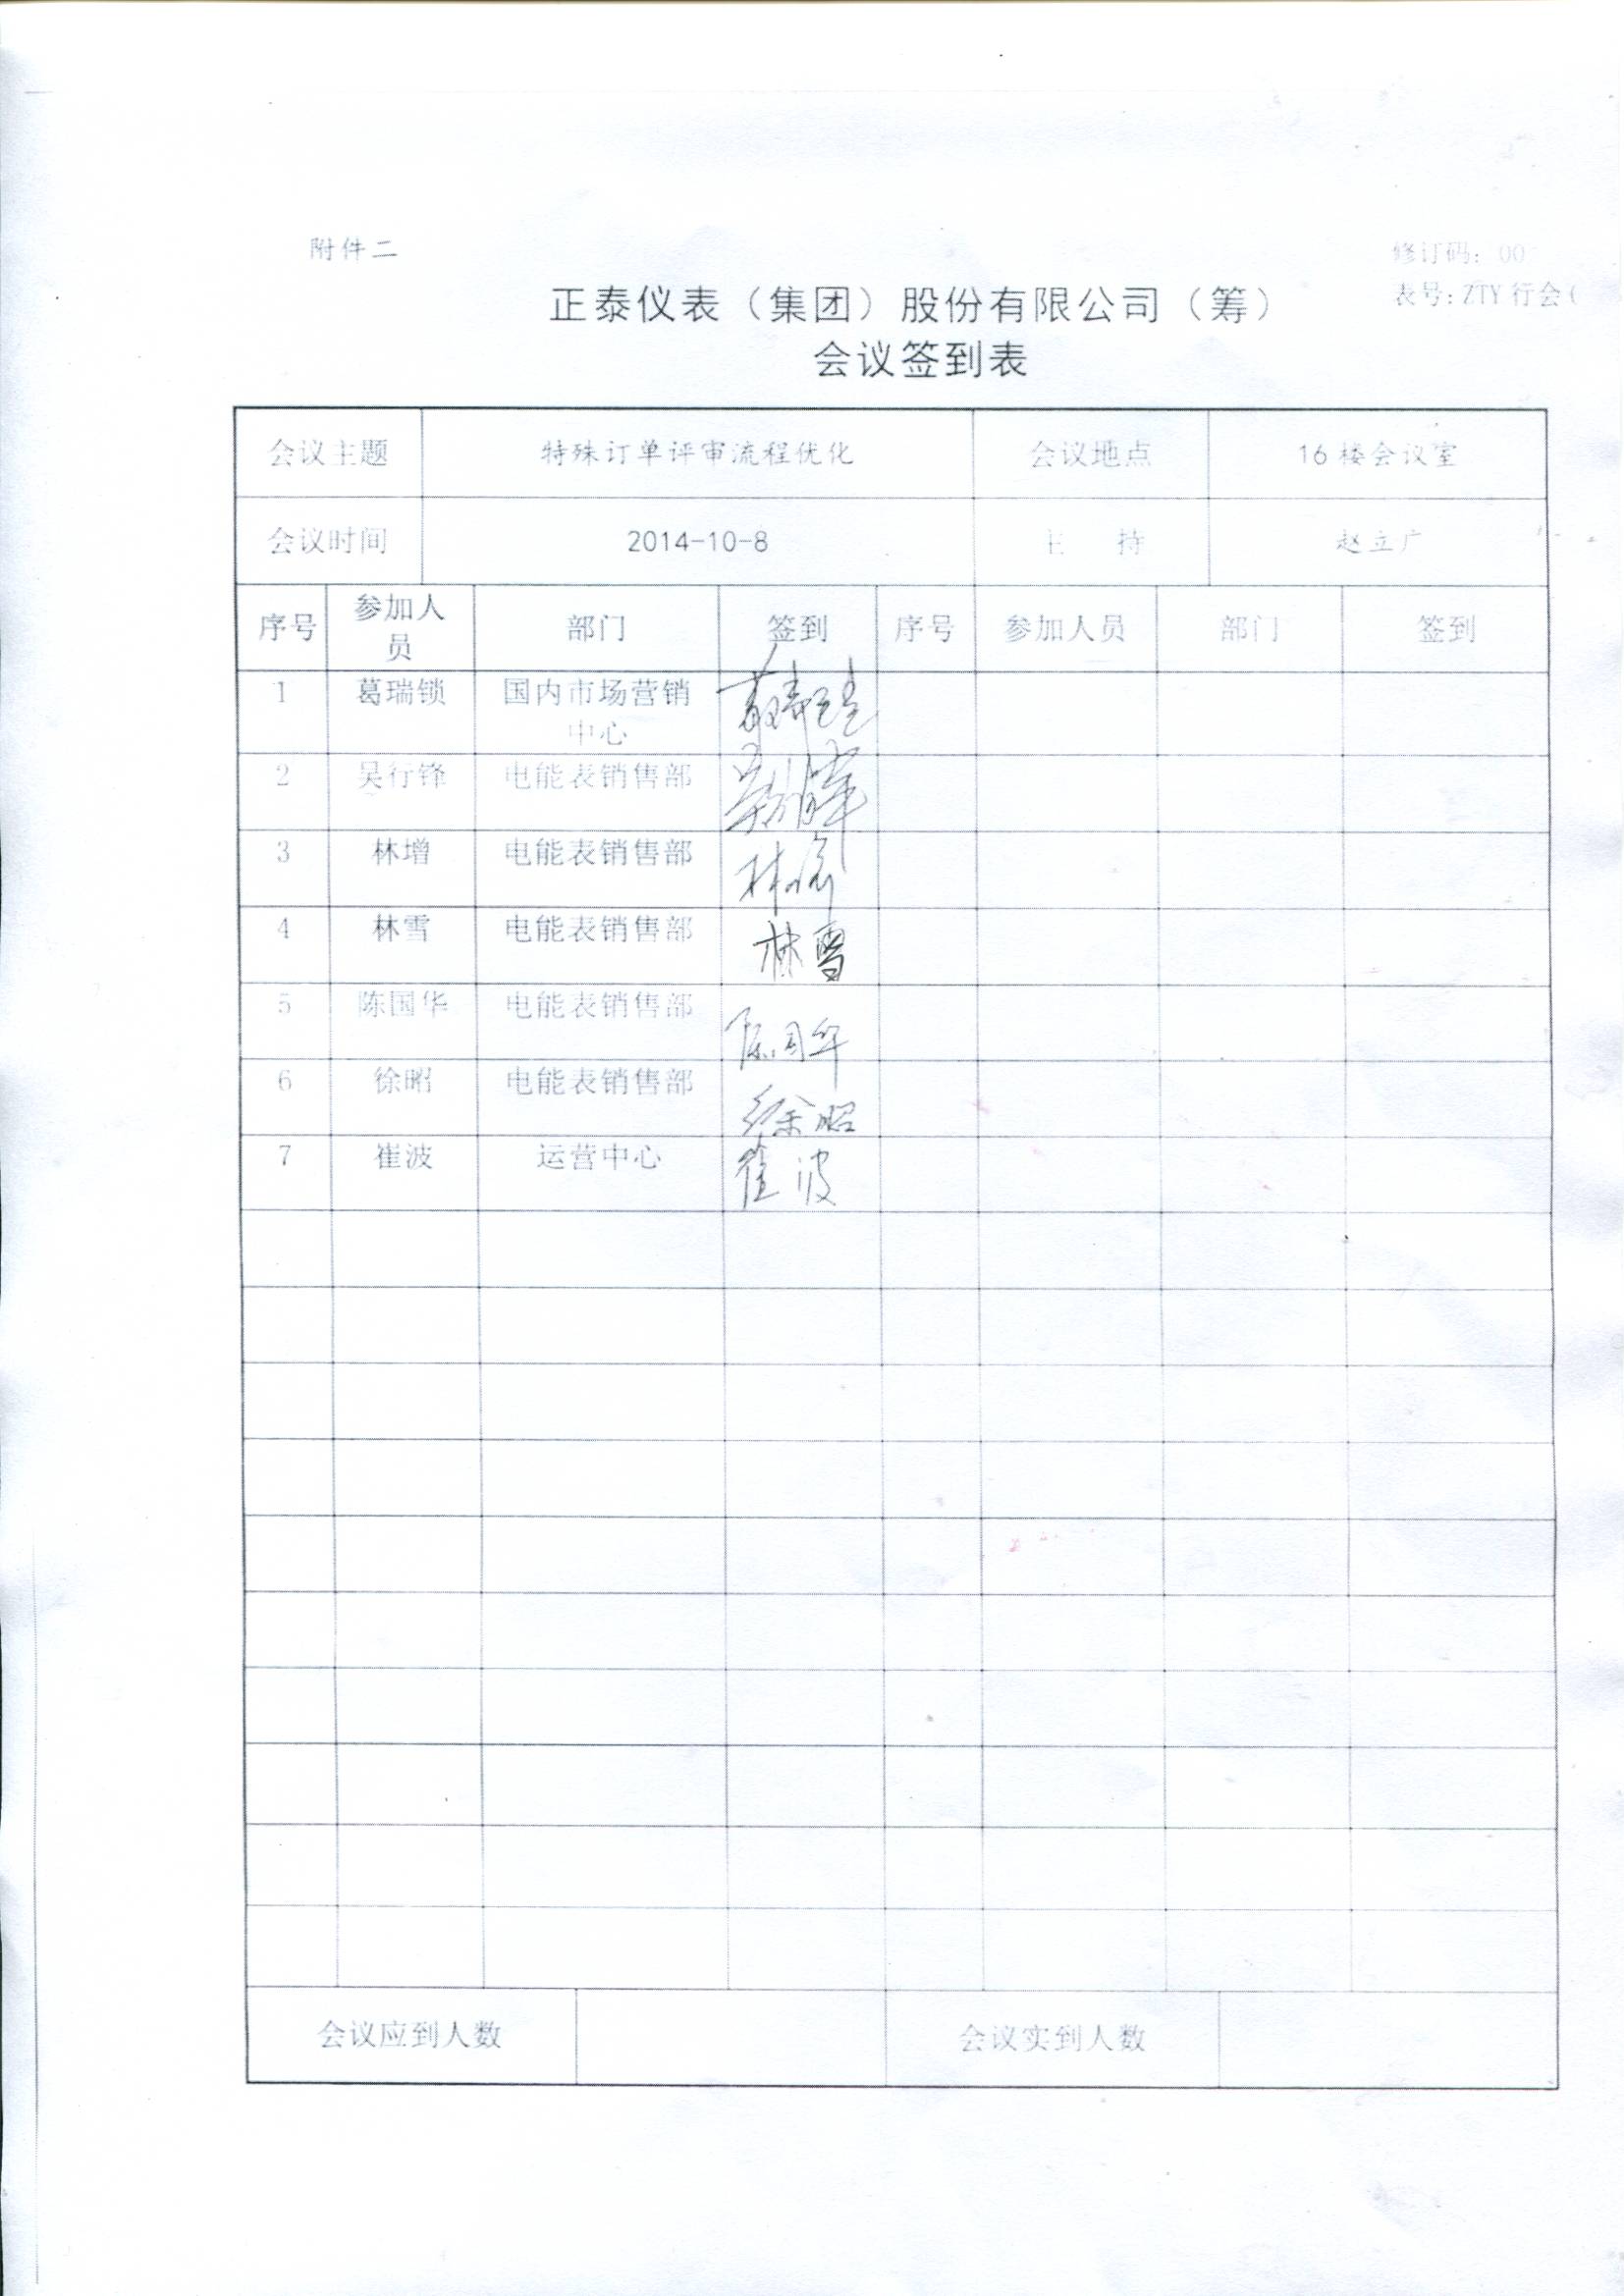 附件二
修订码：00
表号：ZTY 行会(
正泰仪表（集团）股份有限公司（筹）
会议签到表
会议主题 特殊订单评审流程优化 会议地点 16楼会议室
会议时间 2014-10-8 主 持 赵立广
序号 参加人员 部门 签到 序号 参加人员 部门 签到
1 葛瑞锁 国内市场营销
中心
2 吴行锋 电能表销售部
3 林增 电能表销售部
4 林雪 电能表销售部 林雪
5 陈国华 电能表销售部 陈国华
6 徐昭 电能表销售部 徐昭
7 崔波 运营中心 崔波
会议应到人数 会议实到人数